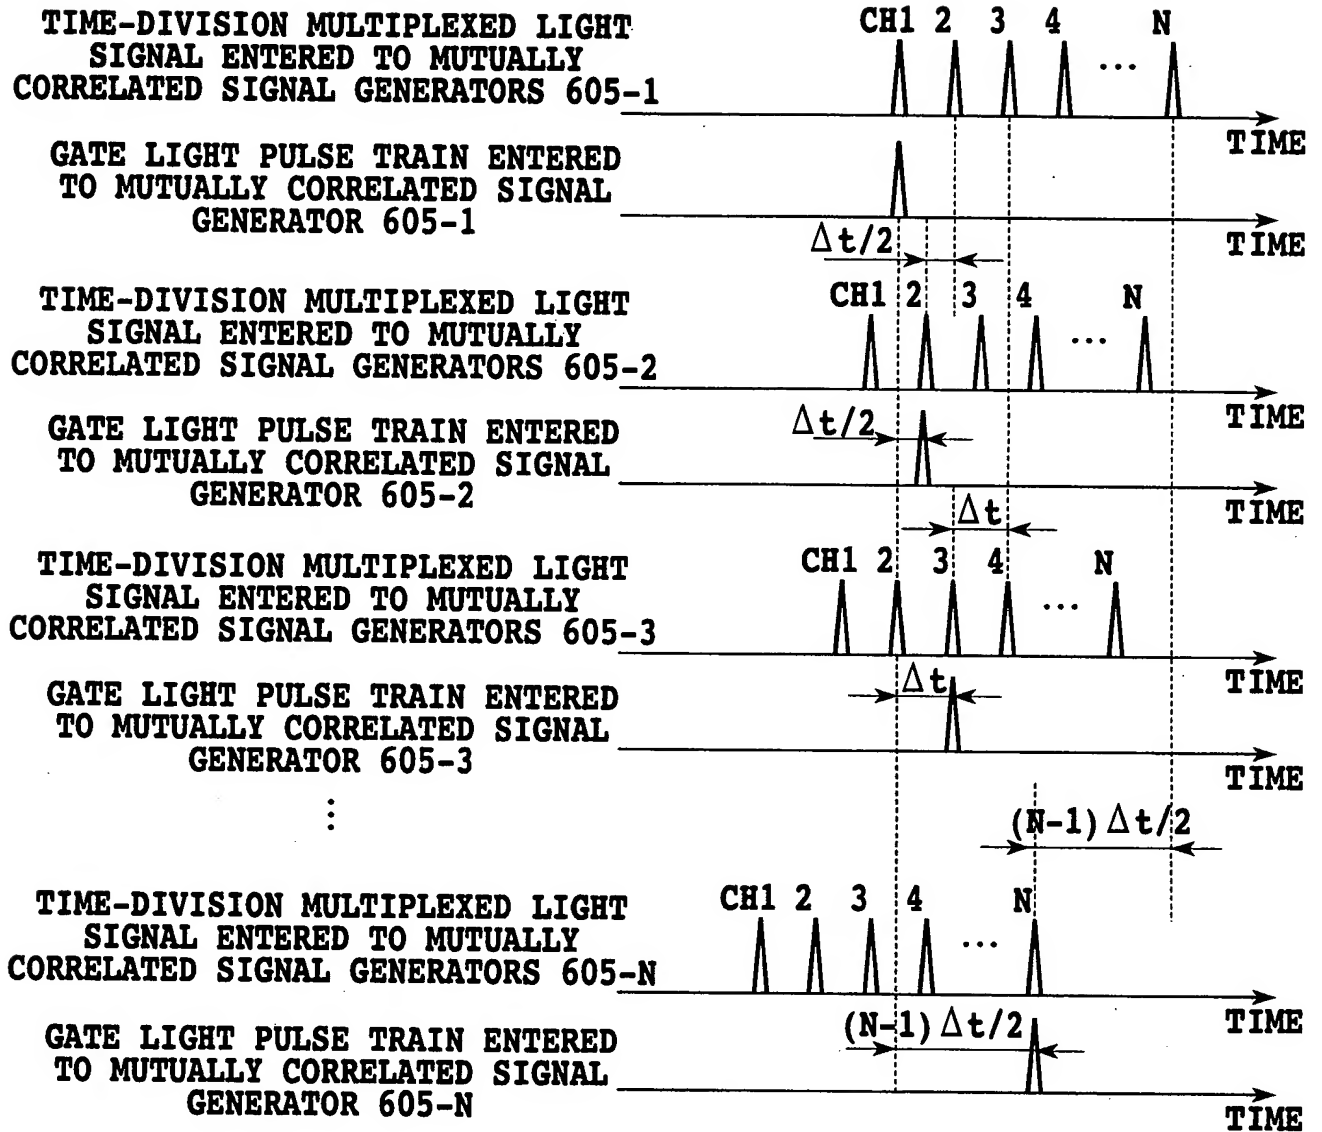 TIME-DIVISION MULTIPLEXED LIGHT
SIGNAL ENTERED TO MUTUALLY
CORRELATED SIGNAL GENERATORS 605-1
CH1 2 3 4 ... N
TIME
GATE LIGHT PULSE TRAIN ENTERED
TO MUTUALLY CORRELATED SIGNAL
GENERATOR 605-1
TIME
Δt/2
TIME-DIVISION MULTIPLEXED LIGHT
SIGNAL ENTERED TO MUTUALLY
CORRELATED SIGNAL GENERATORS 605-2
CH1 2 3 4 ... N
TIME
GATE LIGHT PULSE TRAIN ENTERED
TO MUTUALLY CORRELATED SIGNAL
GENERATOR 605-2
Δt/2
TIME
Δt
TIME-DIVISION MULTIPLEXED LIGHT
SIGNAL ENTERED TO MUTUALLY
CORRELATED SIGNAL GENERATORS 605-3
CH1 2 3 4 ... N
TIME
GATE LIGHT PULSE TRAIN ENTERED
TO MUTUALLY CORRELATED SIGNAL
GENERATOR 605-3
Δt
TIME
⋮
(N-1)Δt/2
TIME-DIVISION MULTIPLEXED LIGHT
SIGNAL ENTERED TO MUTUALLY
CORRELATED SIGNAL GENERATORS 605-N
CH1 2 3 4 ... N
TIME
GATE LIGHT PULSE TRAIN ENTERED
TO MUTUALLY CORRELATED SIGNAL
GENERATOR 605-N
(N-1)Δt/2
TIME